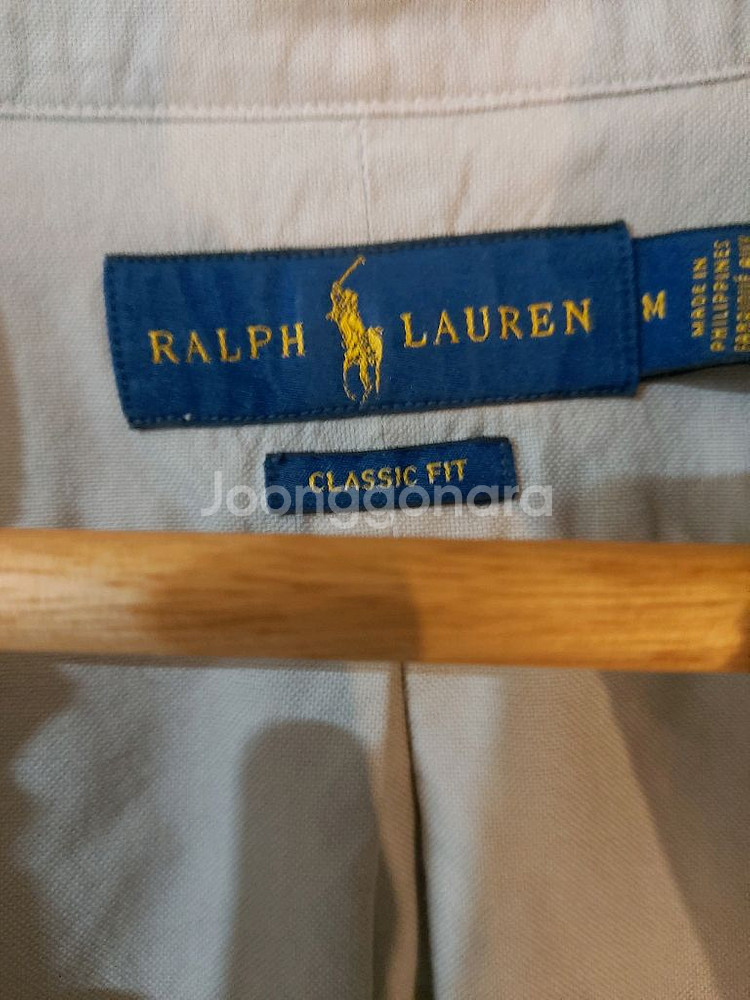 RALPH LAUREN
M
MADE IN
PHILIPPINES
CLASSIC FIT
Joonggonara